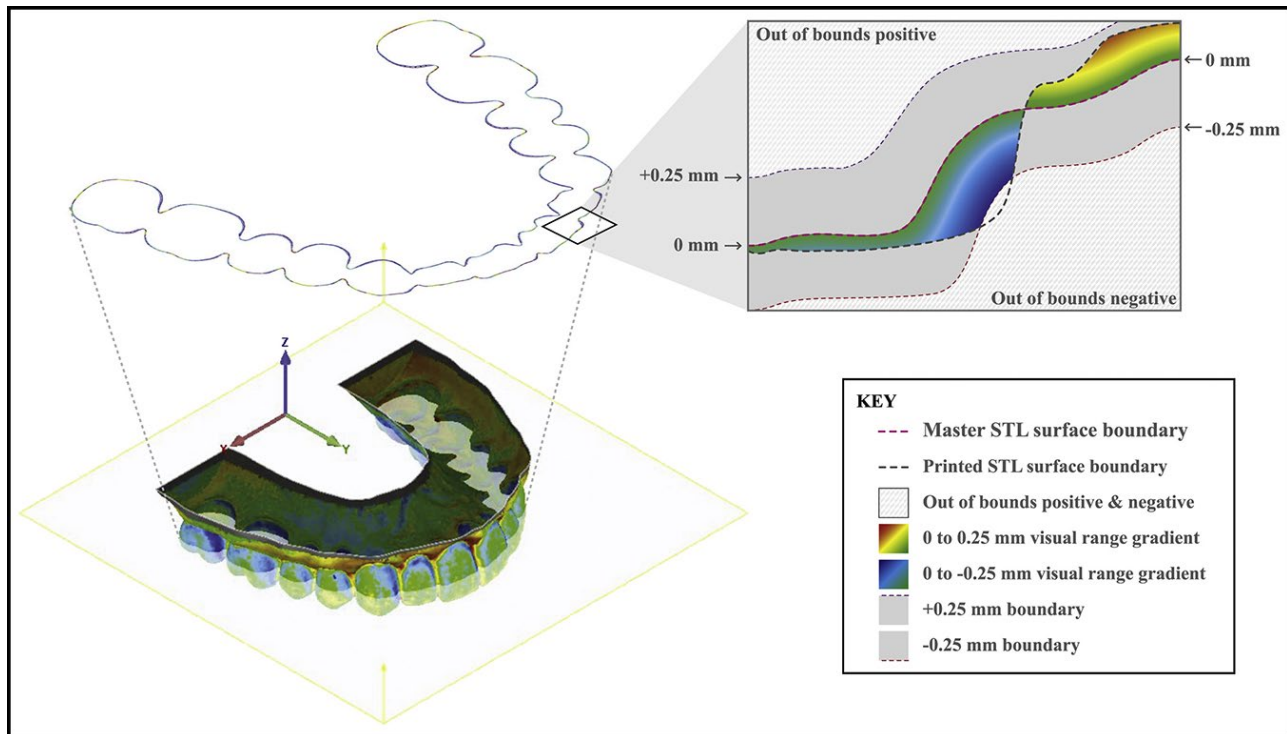 Out of bounds positive
0 mm
-0.25 mm
+0.25 mm
0 mm
Out of bounds negative
Z
Y
Y
KEY
Master STL surface boundary
Printed STL surface boundary
Out of bounds positive & negative
0 to 0.25 mm visual range gradient
0 to -0.25 mm visual range gradient
+0.25 mm boundary
-0.25 mm boundary